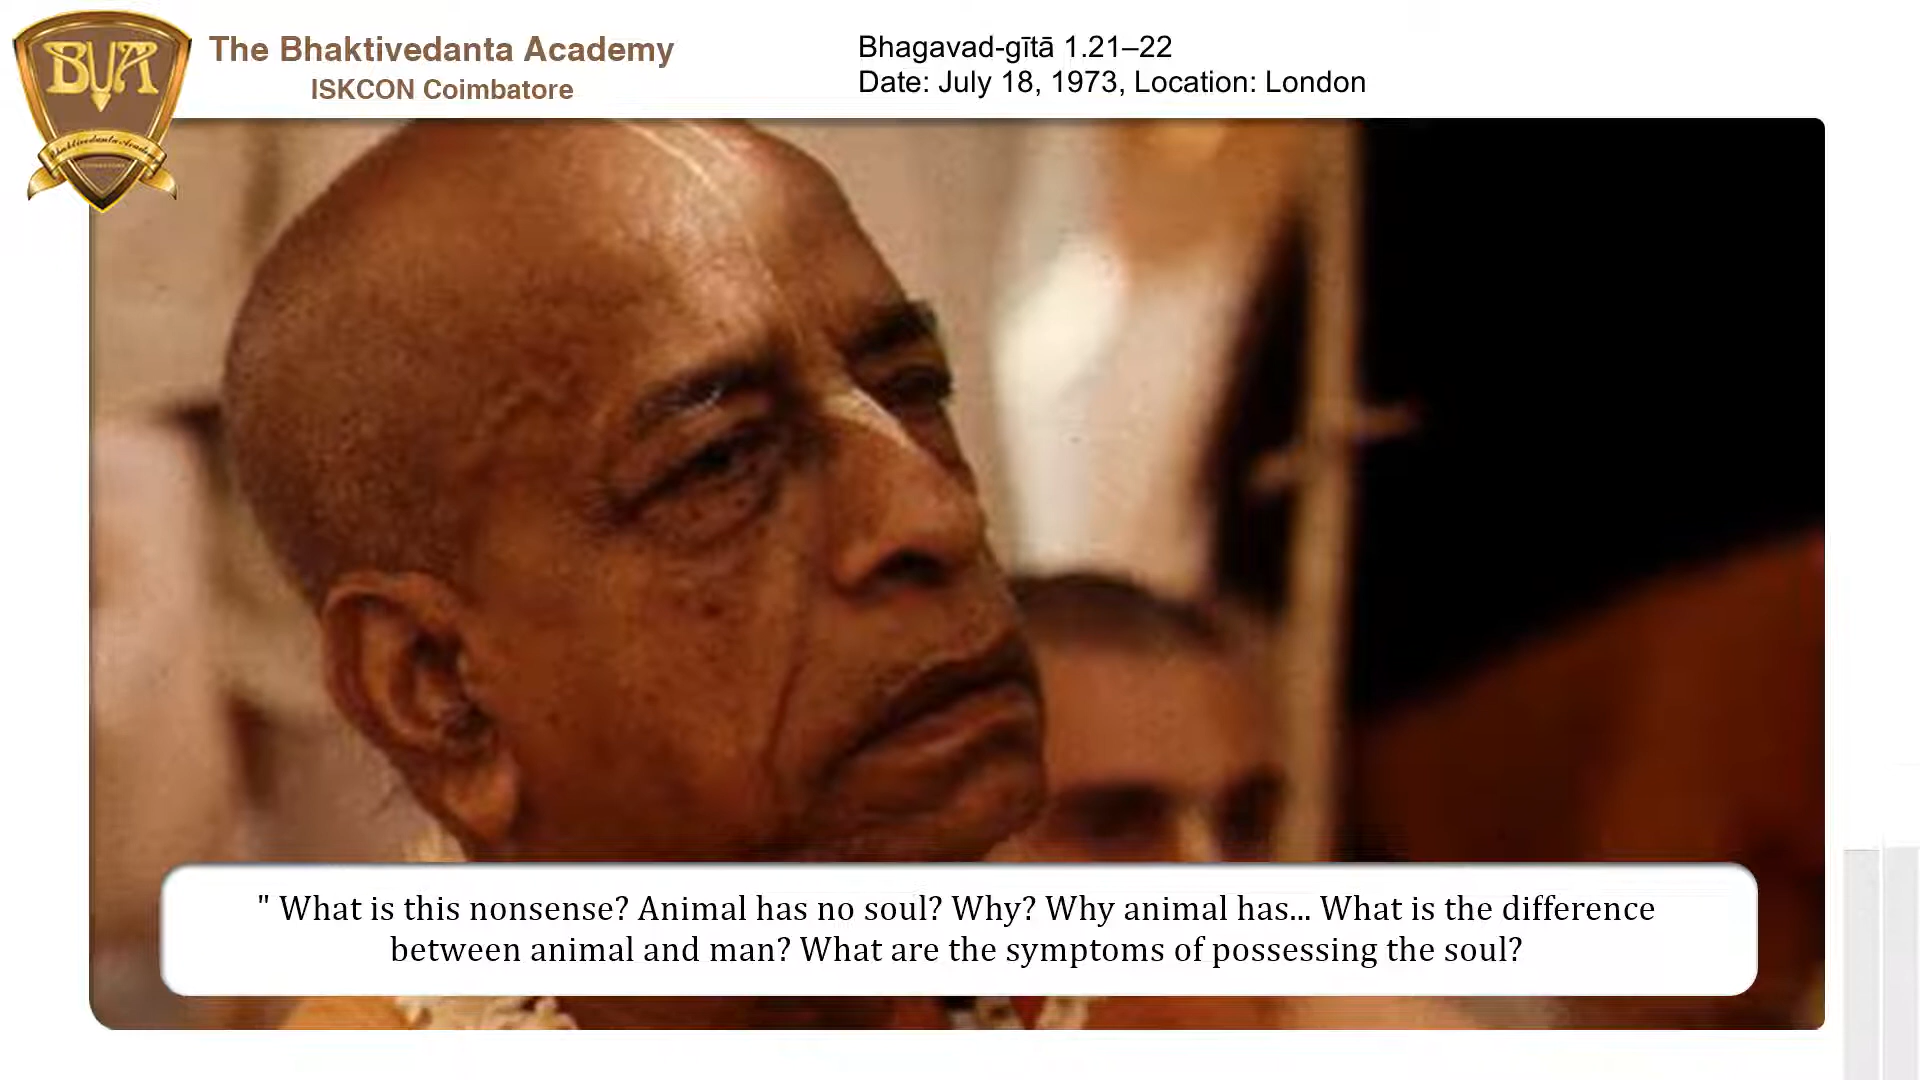 BVA
The Bhaktivedanta Academy
ISKCON Coimbatore
Bhaktivedanta Academy
Bhagavad-gītā 1.21–22
Date: July 18, 1973, Location: London
" What is this nonsense? Animal has no soul? Why? Why animal has... What is the difference
between animal and man? What are the symptoms of possessing the soul?